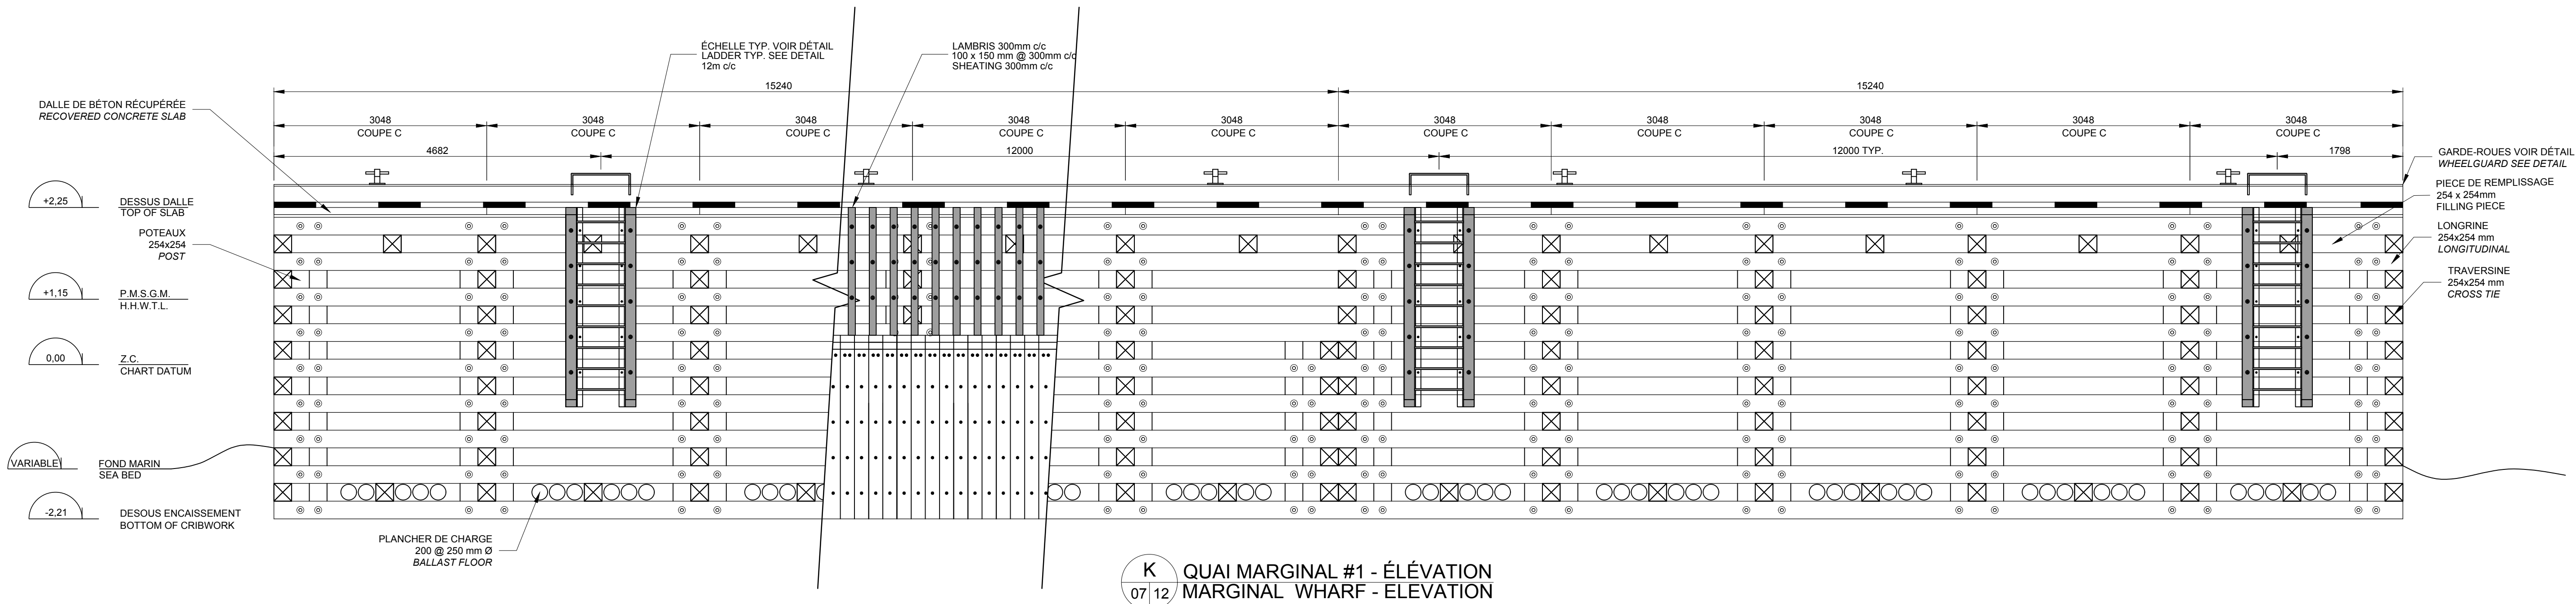 ÉCHELLE TYP. VOIR DÉTAIL
LADDER TYP. SEE DETAIL
12m c/c
LAMBRIS 300mm c/c
100 x 150 mm @ 300mm c/c
SHEATING 300mm c/c
15240
15240
DALLE DE BÉTON RÉCUPÉRÉE
RECOVERED CONCRETE SLAB
3048
COUPE C
3048
COUPE C
3048
COUPE C
3048
COUPE C
3048
COUPE C
3048
COUPE C
3048
COUPE C
3048
COUPE C
3048
COUPE C
3048
COUPE C
4682
12000
12000 TYP.
1798
GARDE-ROUES VOIR DÉTAIL
WHEELGUARD SEE DETAIL
PIECE DE REMPLISSAGE
254 x 254mm
FILLING PIECE
LONGRINE
254x254 mm
LONGITUDINAL
TRAVERSINE
254x254 mm
CROSS TIE
+2,25
DESSUS DALLE
TOP OF SLAB
POTEAUX
254x254
POST
+1,15
P.M.S.G.M.
H.H.W.T.L.
0,00
Z.C.
CHART DATUM
VARIABLE
FOND MARIN
SEA BED
-2,21
DESOUS ENCAISSEMENT
BOTTOM OF CRIBWORK
PLANCHER DE CHARGE
200 @ 250 mm Ø
BALLAST FLOOR
K
07 12
QUAI MARGINAL #1 - ÉLÉVATION
MARGINAL WHARF - ELEVATION